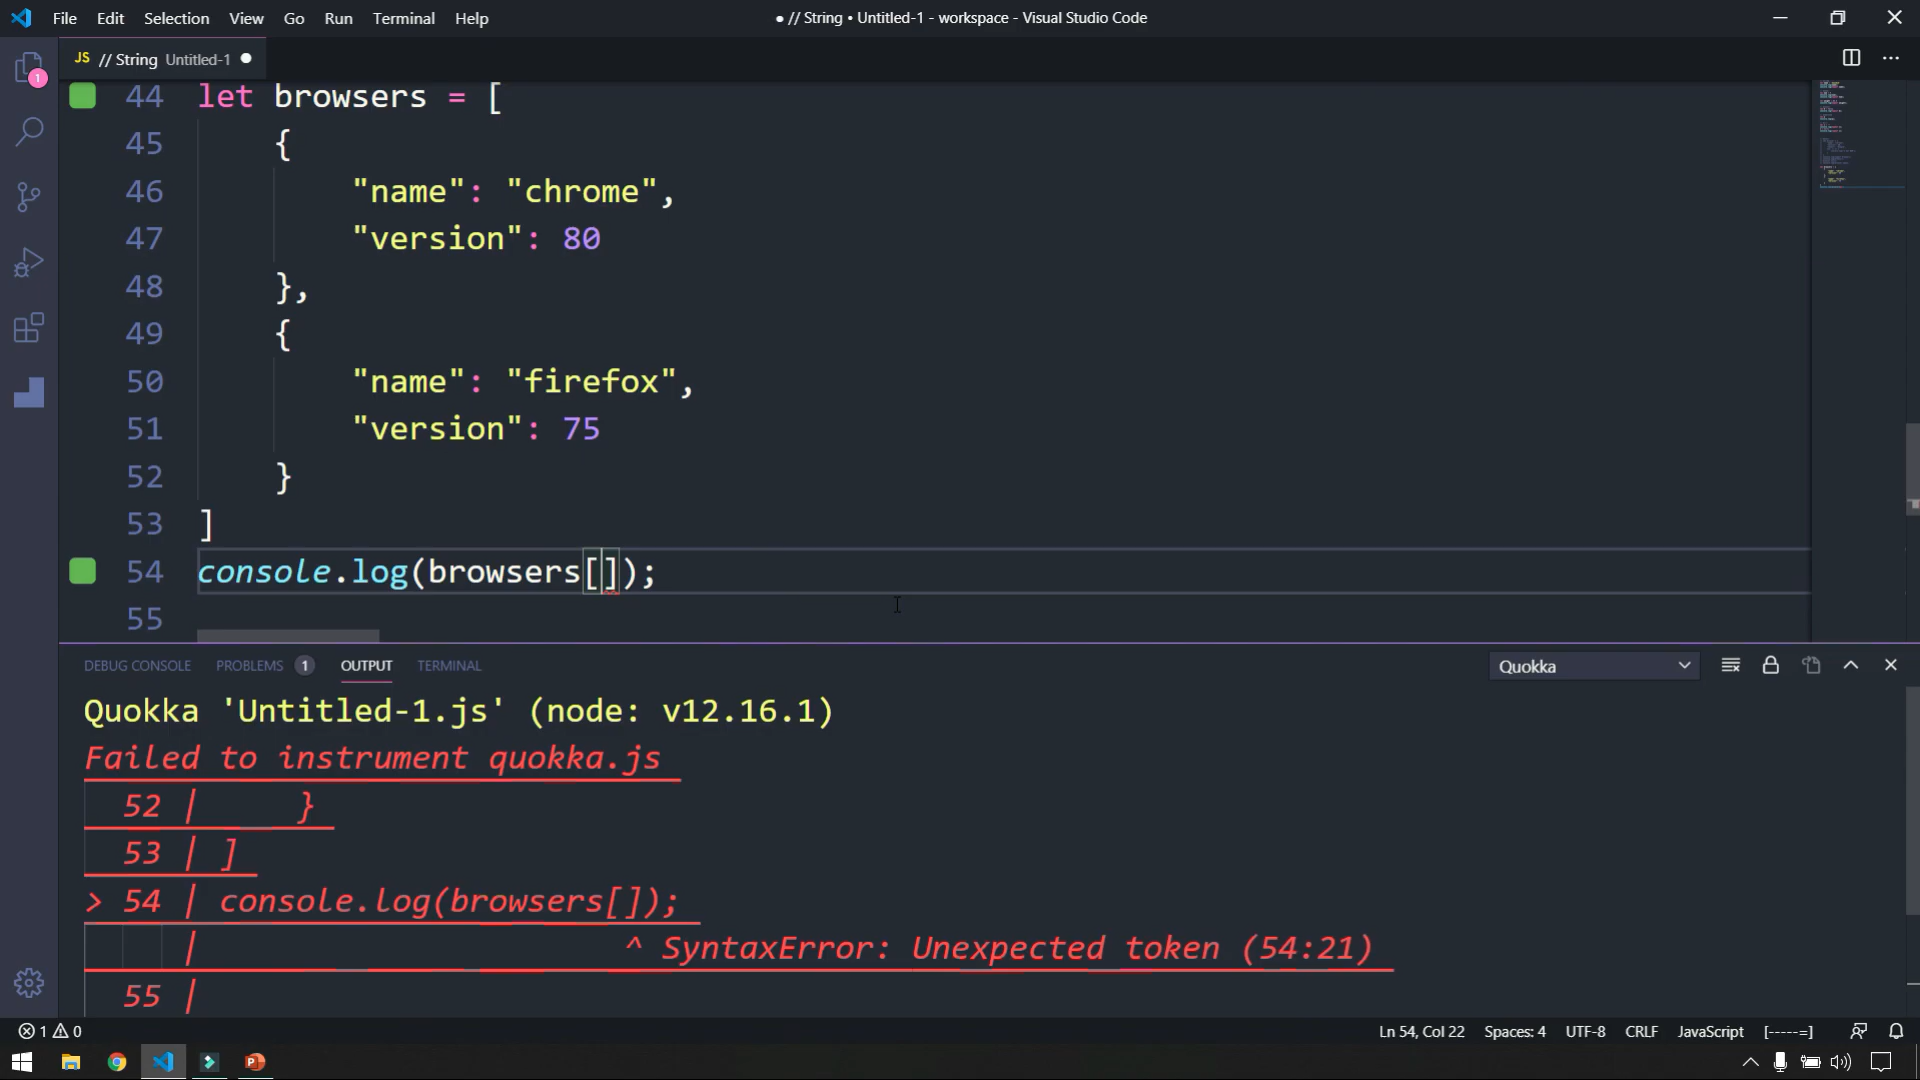 File Edit Selection View Go Run Terminal Help
● // String • Untitled-1 - workspace - Visual Studio Code
JS // String Untitled-1 ●
1
44 let browsers = [
45 {
46 "name": "chrome",
47 "version": 80
48 },
49 {
50 "name": "firefox",
51 "version": 75
52 }
53 ]
54 console.log(browsers[]);
55
DEBUG CONSOLE PROBLEMS 1 OUTPUT TERMINAL
Quokka
Quokka 'Untitled-1.js' (node: v12.16.1)
Failed to instrument quokka.js
52 | }
53 | ]
> 54 | console.log(browsers[]);
| ^ SyntaxError: Unexpected token (54:21)
55 |
1 0
Ln 54, Col 22 Spaces: 4 UTF-8 CRLF JavaScript [-----=]